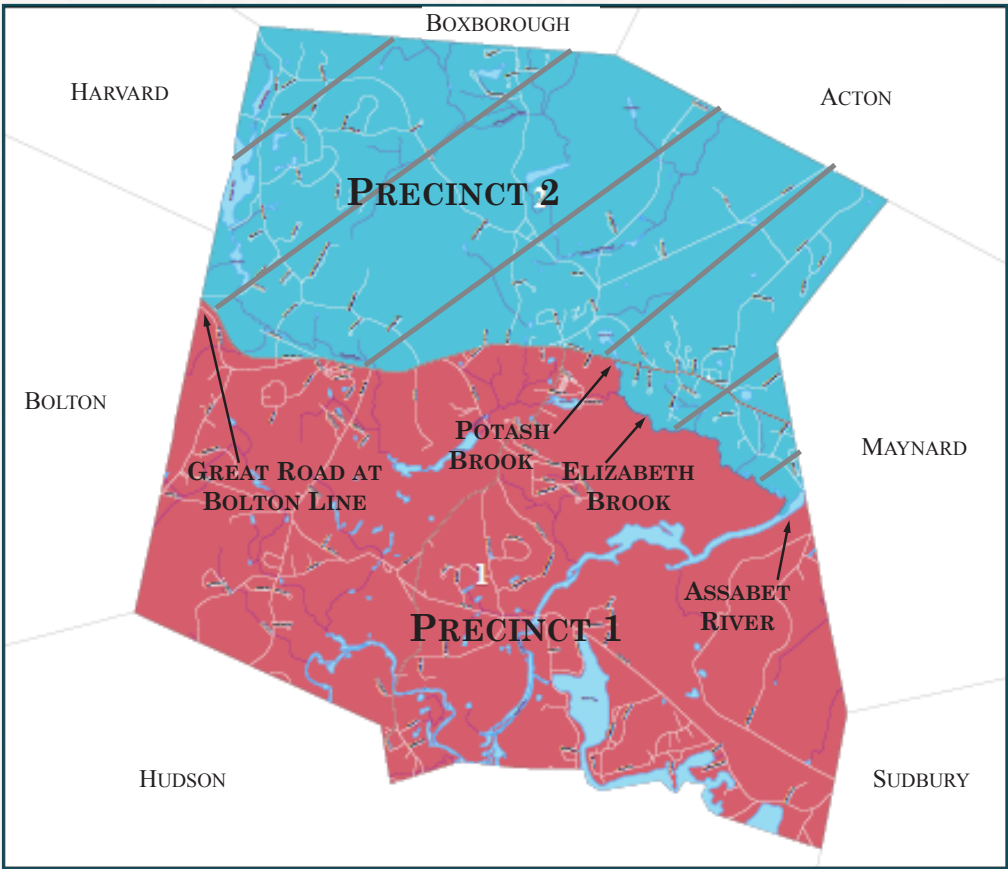 BOXBOROUGH
HARVARD
ACTON
PRECINCT 2
BOLTON
MAYNARD
POTASH
BROOK
ELIZABETH
BROOK
GREAT ROAD AT
BOLTON LINE
1
ASSABET
RIVER
PRECINCT 1
HUDSON
SUDBURY